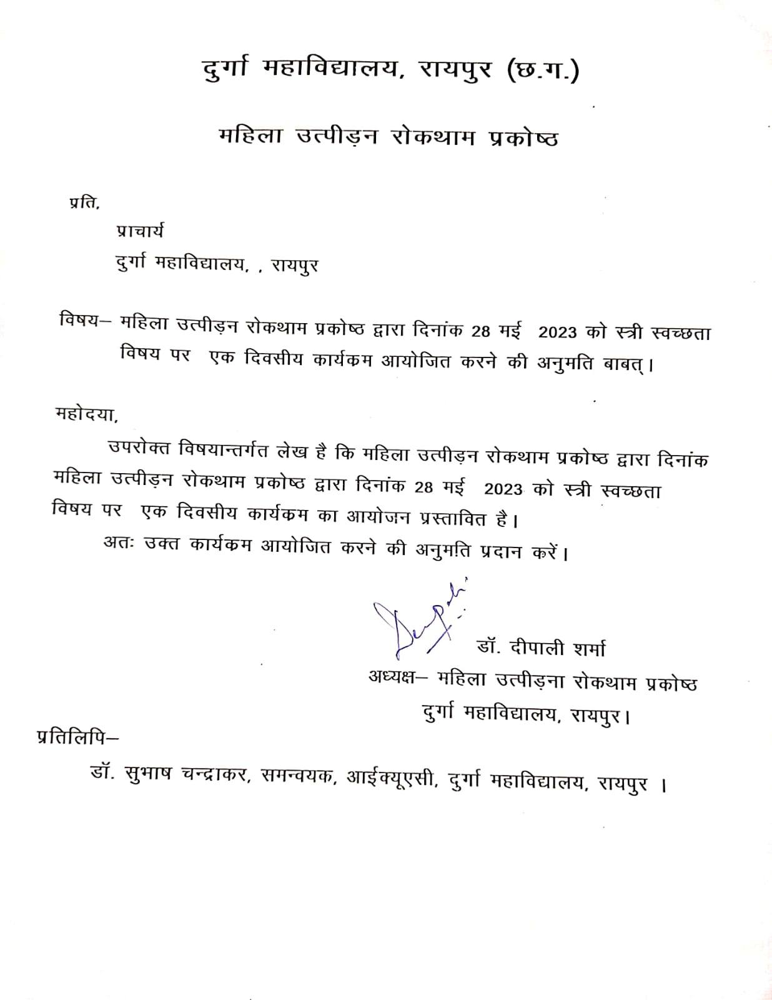 दुर्गा महाविद्यालय, रायपुर (छ.ग.)
महिला उत्पीड़न रोकथाम प्रकोष्ठ
प्रति,
प्राचार्य
दुर्गा महाविद्यालय, , रायपुर
विषय– महिला उत्पीड़न रोकथाम प्रकोष्ठ द्वारा दिनांक 28 मई 2023 को स्त्री स्वच्छता
विषय पर एक दिवसीय कार्यकम आयोजित करने की अनुमति बाबत्।
महोदया,
उपरोक्त विषयान्तर्गत लेख है कि महिला उत्पीड़न रोकथाम प्रकोष्ठ द्वारा दिनांक
महिला उत्पीड़न रोकथाम प्रकोष्ठ द्वारा दिनांक 28 मई 2023 को स्त्री स्वच्छता
विषय पर एक दिवसीय कार्यकम का आयोजन प्रस्तावित है।
अतः उक्त कार्यकम आयोजित करने की अनुमति प्रदान करें।
Deepali
डॉ. दीपाली शर्मा
अध्यक्ष– महिला उत्पीड़ना रोकथाम प्रकोष्ठ
दुर्गा महाविद्यालय, रायपुर।
प्रतिलिपि–
डॉ. सुभाष चन्द्राकर, समन्वयक, आईक्यूएसी, दुर्गा महाविद्यालय, रायपुर ।